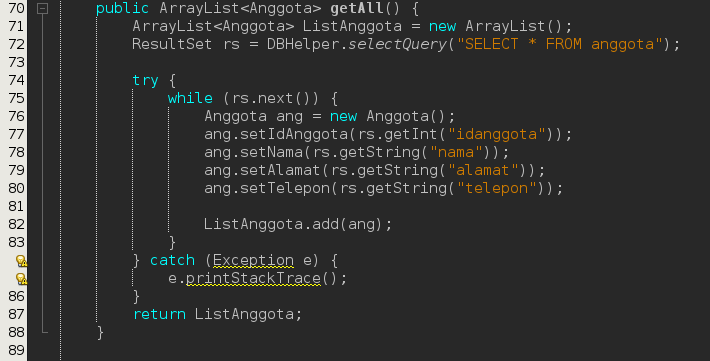 70 public ArrayList<Anggota> getAll() {
71 ArrayList<Anggota> ListAnggota = new ArrayList();
72 ResultSet rs = DBHelper.selectQuery("SELECT * FROM anggota");
73
74 try {
75 while (rs.next()) {
76 Anggota ang = new Anggota();
77 ang.setIdAnggota(rs.getInt("idanggota"));
78 ang.setNama(rs.getString("nama"));
79 ang.setAlamat(rs.getString("alamat"));
80 ang.setTelepon(rs.getString("telepon"));
81
82 ListAnggota.add(ang);
83 }
} catch (Exception e) {
e.printStackTrace();
86 }
87 return ListAnggota;
88 }
89